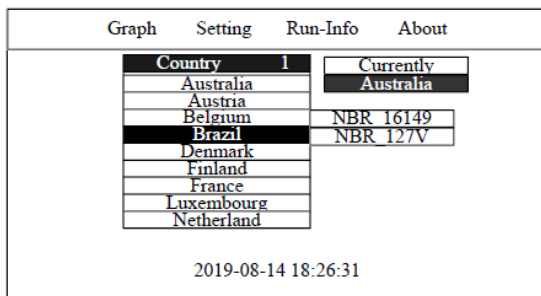 Graph Setting Run-Info About
Country 1 Currently
Australia Australia
Austria
Belgium NBR_16149
Brazil NBR_127V
Denmark
Finland
France
Luxembourg
Netherland
2019-08-14 18:26:31